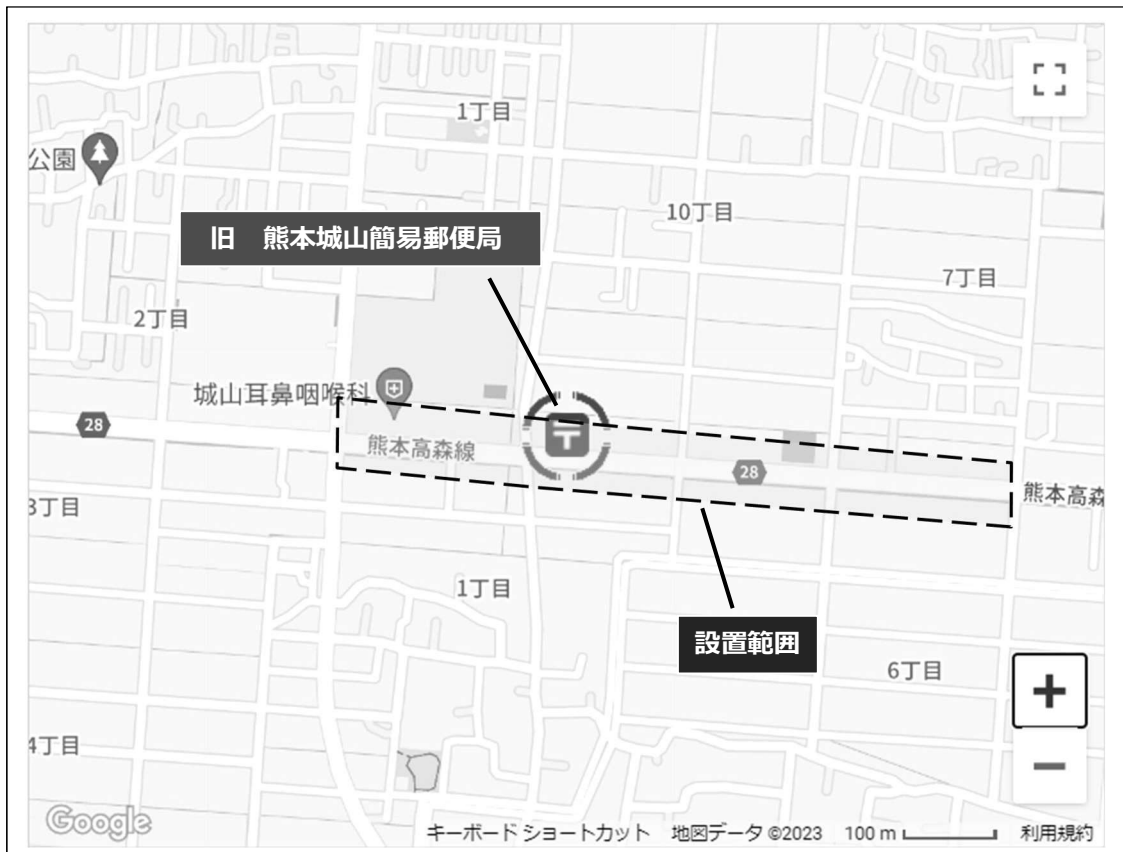 1丁目
公園
10丁目
旧　熊本城山簡易郵便局
7丁目
2丁目
城山耳鼻咽喉科
28
熊本高森線
28
熊本高森
3丁目
1丁目
設置範囲
6丁目
4丁目
Google
キーボード ショートカット　地図データ ©2023　100 m　利用規約